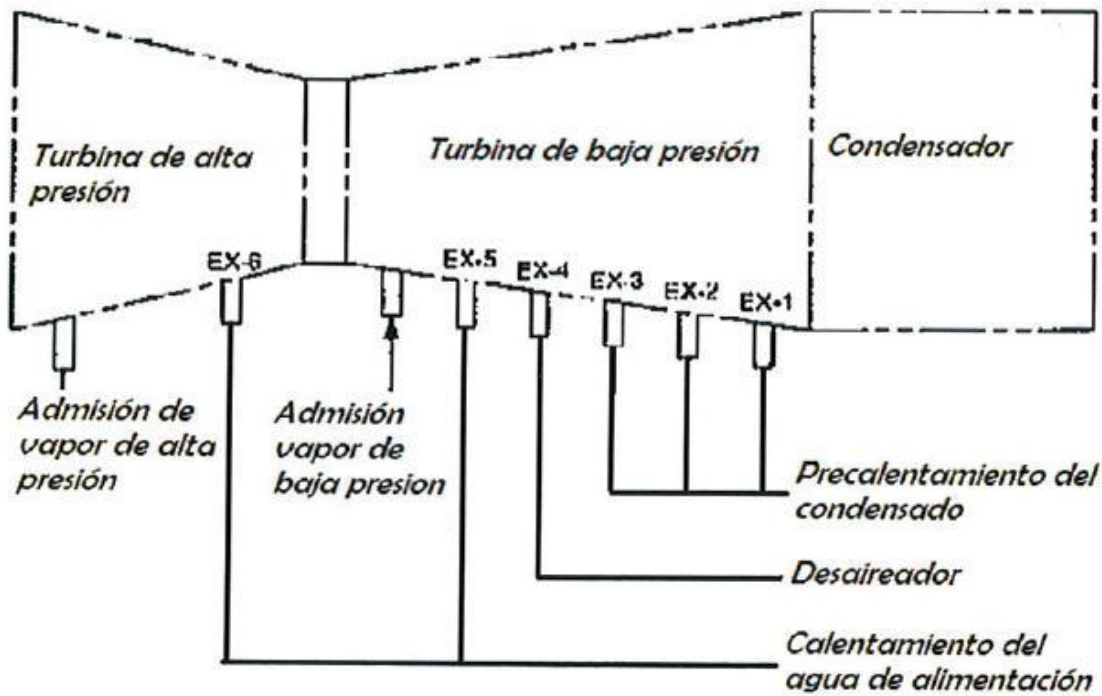 Turbina de alta
presión
Turbina de baja presión
Condensador
EX-6
EX-5
EX-4
EX-3
EX-2
EX-1
Admisión de
vapor de alta
presión
Admisión
vapor de
baja presion
Precalentamiento del
condensado
Desaireador
Calentamiento del
agua de alimentación